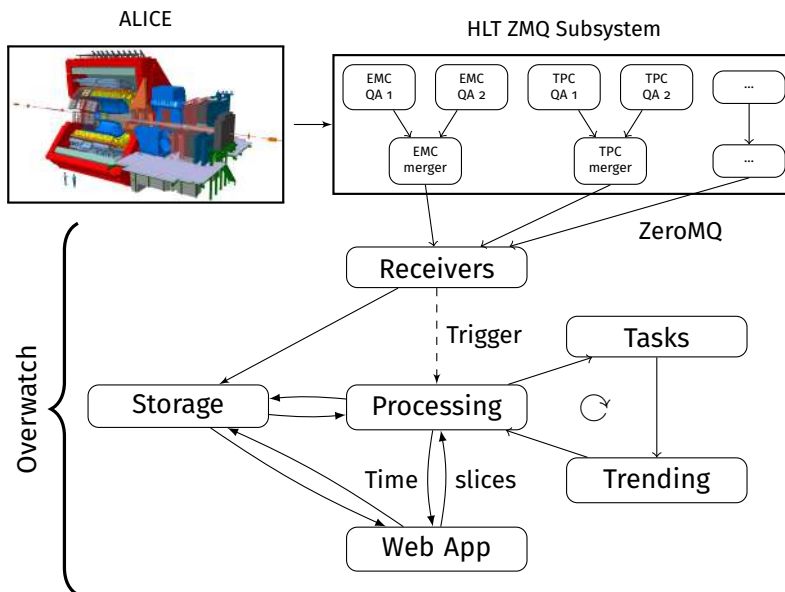 ALICE
HLT ZMQ Subsystem
EMC
QA 1
EMC
QA 2
TPC
QA 1
TPC
QA 2
...
EMC
merger
TPC
merger
...
ZeroMQ
Receivers
Trigger
Tasks
Storage
Processing
Overwatch
Time slices
Trending
Web App